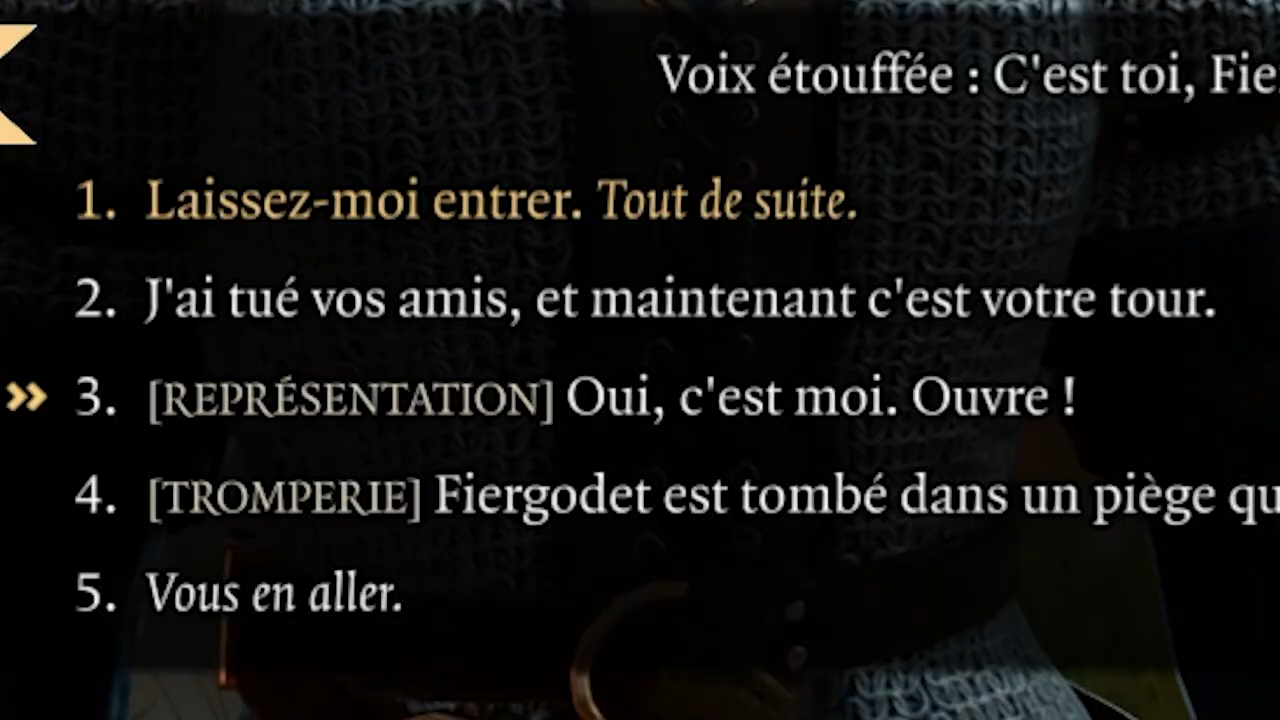 Voix étouffée : C'est toi,
1. Laissez-moi entrer. Tout de suite.
2. J'ai tué vos amis, et maintenant c'est votre tour.
3. [REPRÉSENTATION] Oui, c'est moi. Ouvre !
4. [TROMPERIE] Fiergodet est tombé dans un piège
5. Vous en aller.